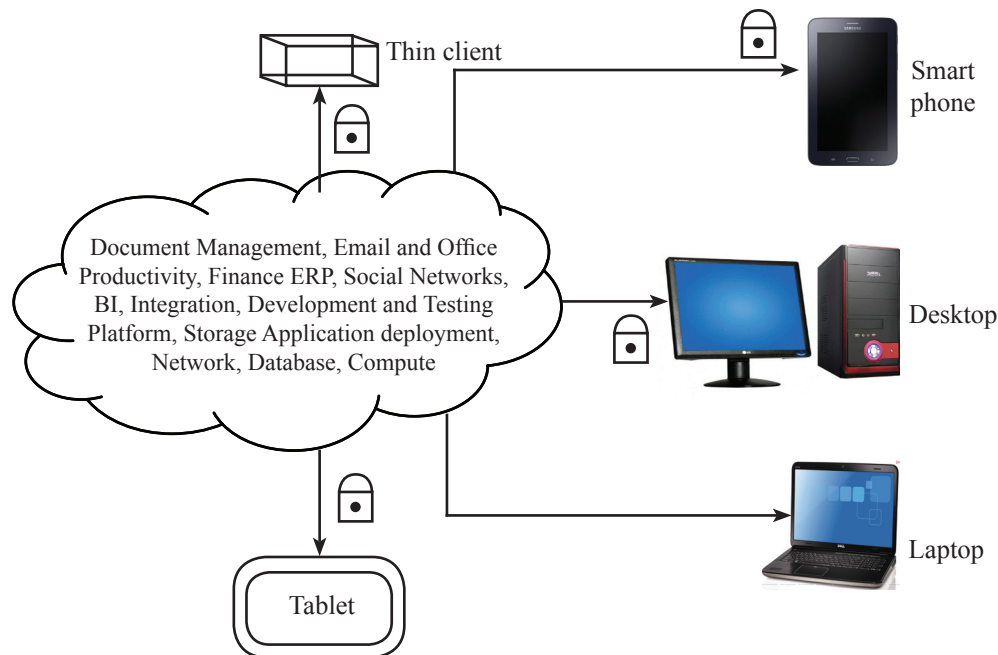 Thin client
SAMSUNG
Smart
phone
Document Management, Email and Office
Productivity, Finance ERP, Social Networks,
BI, Integration, Development and Testing
Platform, Storage Application deployment,
Network, Database, Compute
Desktop
Laptop
Tablet